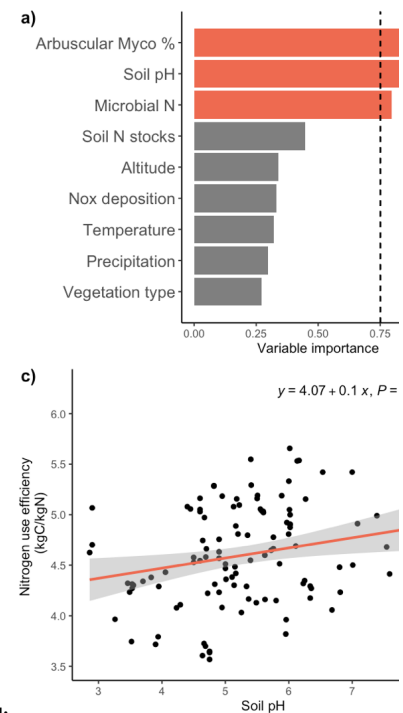 a)
Arbuscular Myco %
Soil pH
Microbial N
Soil N stocks
Altitude
Nox deposition
Temperature
Precipitation
Vegetation type
0.00 0.25 0.50 0.75
Variable importance
c)
y = 4.07 + 0.1 x, P =
Nitrogen use efficiency
(kgC/kgN)
6.0
5.5
5.0
4.5
4.0
3.5
3 4 5 6 7
Soil pH